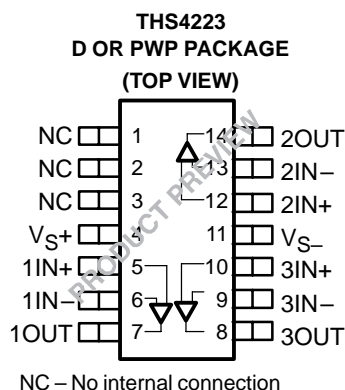 THS4223
D OR PWP PACKAGE
(TOP VIEW)
NC 1 14 2OUT
NC 2 13 2IN–
NC 3 12 2IN+
VS+ 4 11 VS–
1IN+ 5 10 3IN+
1IN– 6 9 3IN–
1OUT 7 8 3OUT
PRODUCT PREVIEW
NC – No internal connection